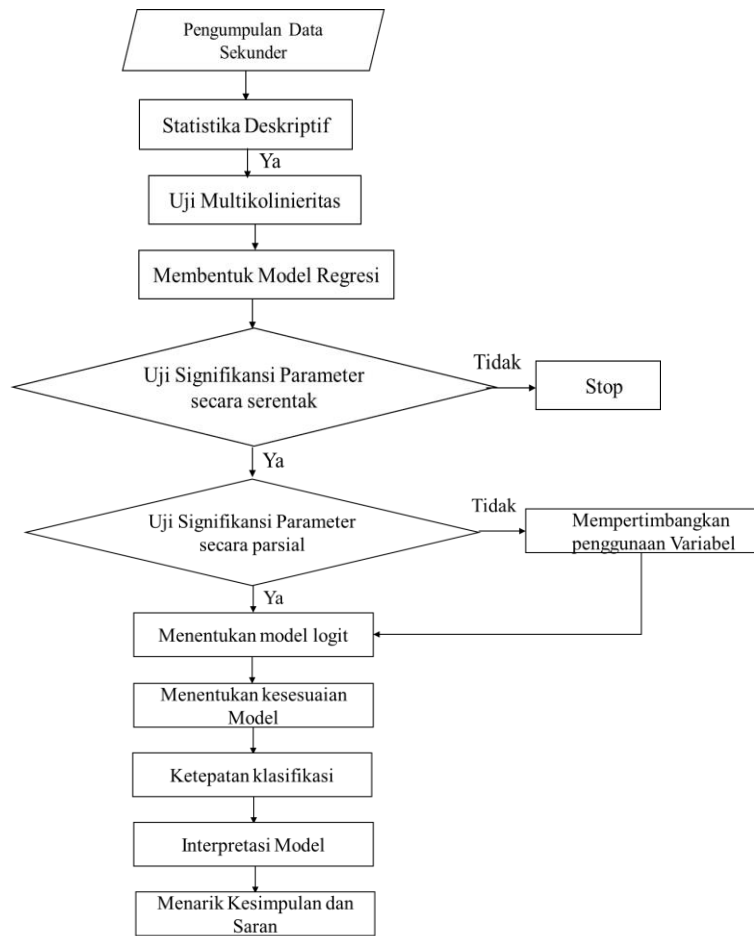 Pengumpulan Data
Sekunder
Statistika Deskriptif
Ya
Uji Multikolinieritas
Membentuk Model Regresi
Uji Signifikansi Parameter
secara serentak
Tidak
Stop
Ya
Uji Signifikansi Parameter
secara parsial
Tidak
Mempertimbangkan
penggunaan Variabel
Ya
Menentukan model logit
Menentukan kesesuaian
Model
Ketepatan klasifikasi
Interpretasi Model
Menarik Kesimpulan dan
Saran